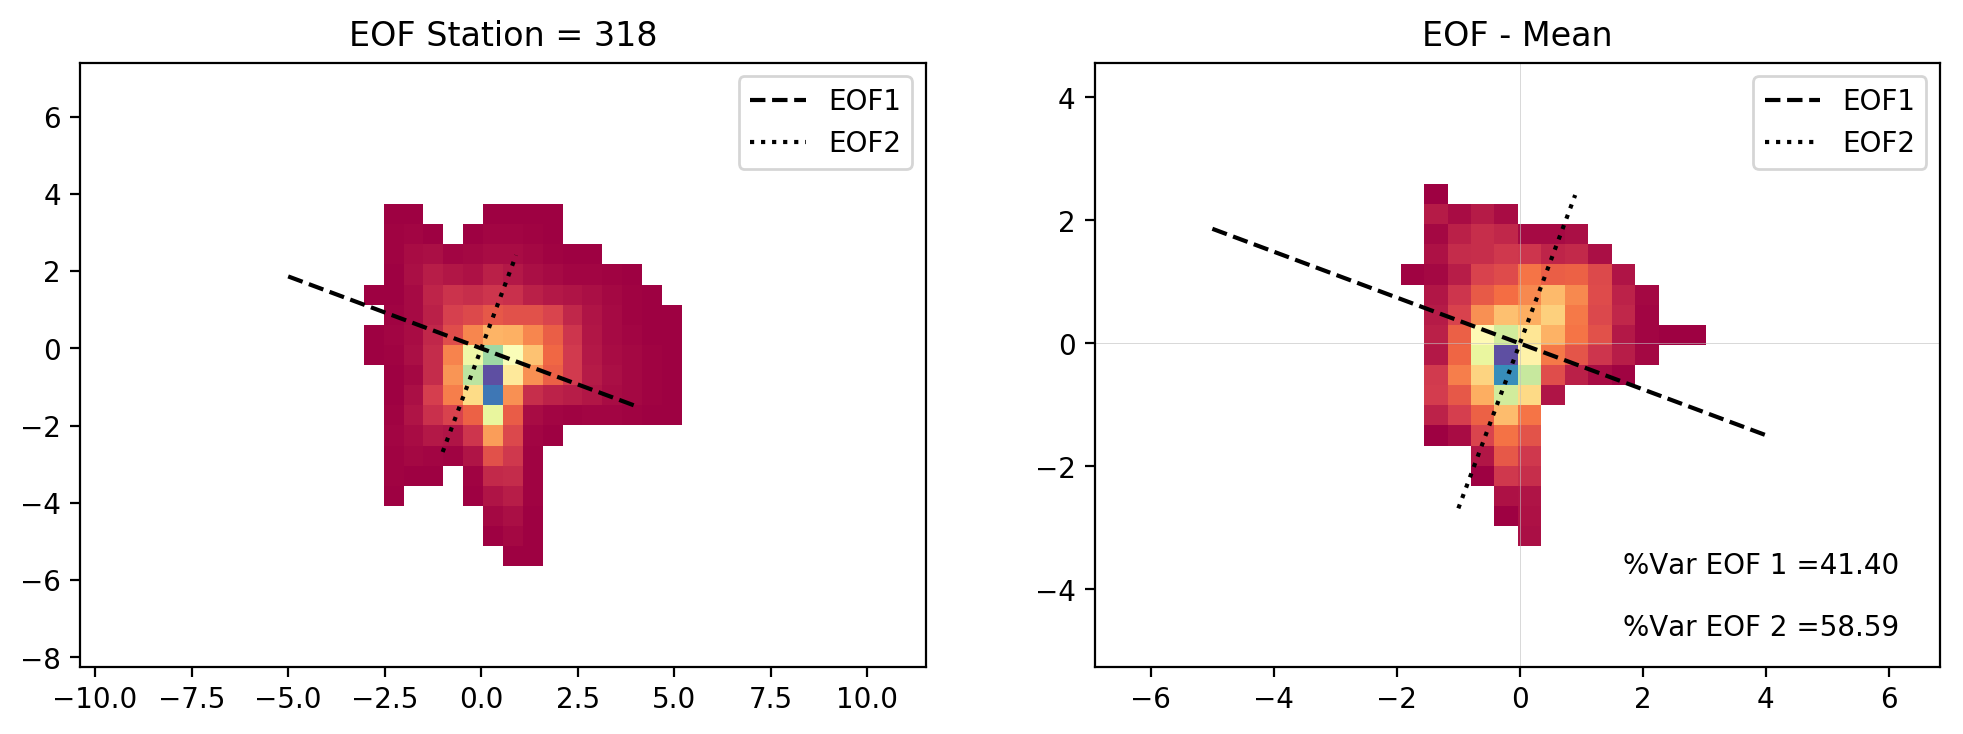 EOF Station = 318
EOF1
EOF2
6
4
2
0
−2
−4
−6
−8
−10.0 −7.5 −5.0 −2.5 0.0 2.5 5.0 7.5 10.0
EOF - Mean
EOF1
EOF2
4
2
0
−2
−4
%Var EOF 1 =41.40
%Var EOF 2 =58.59
−6 −4 −2 0 2 4 6